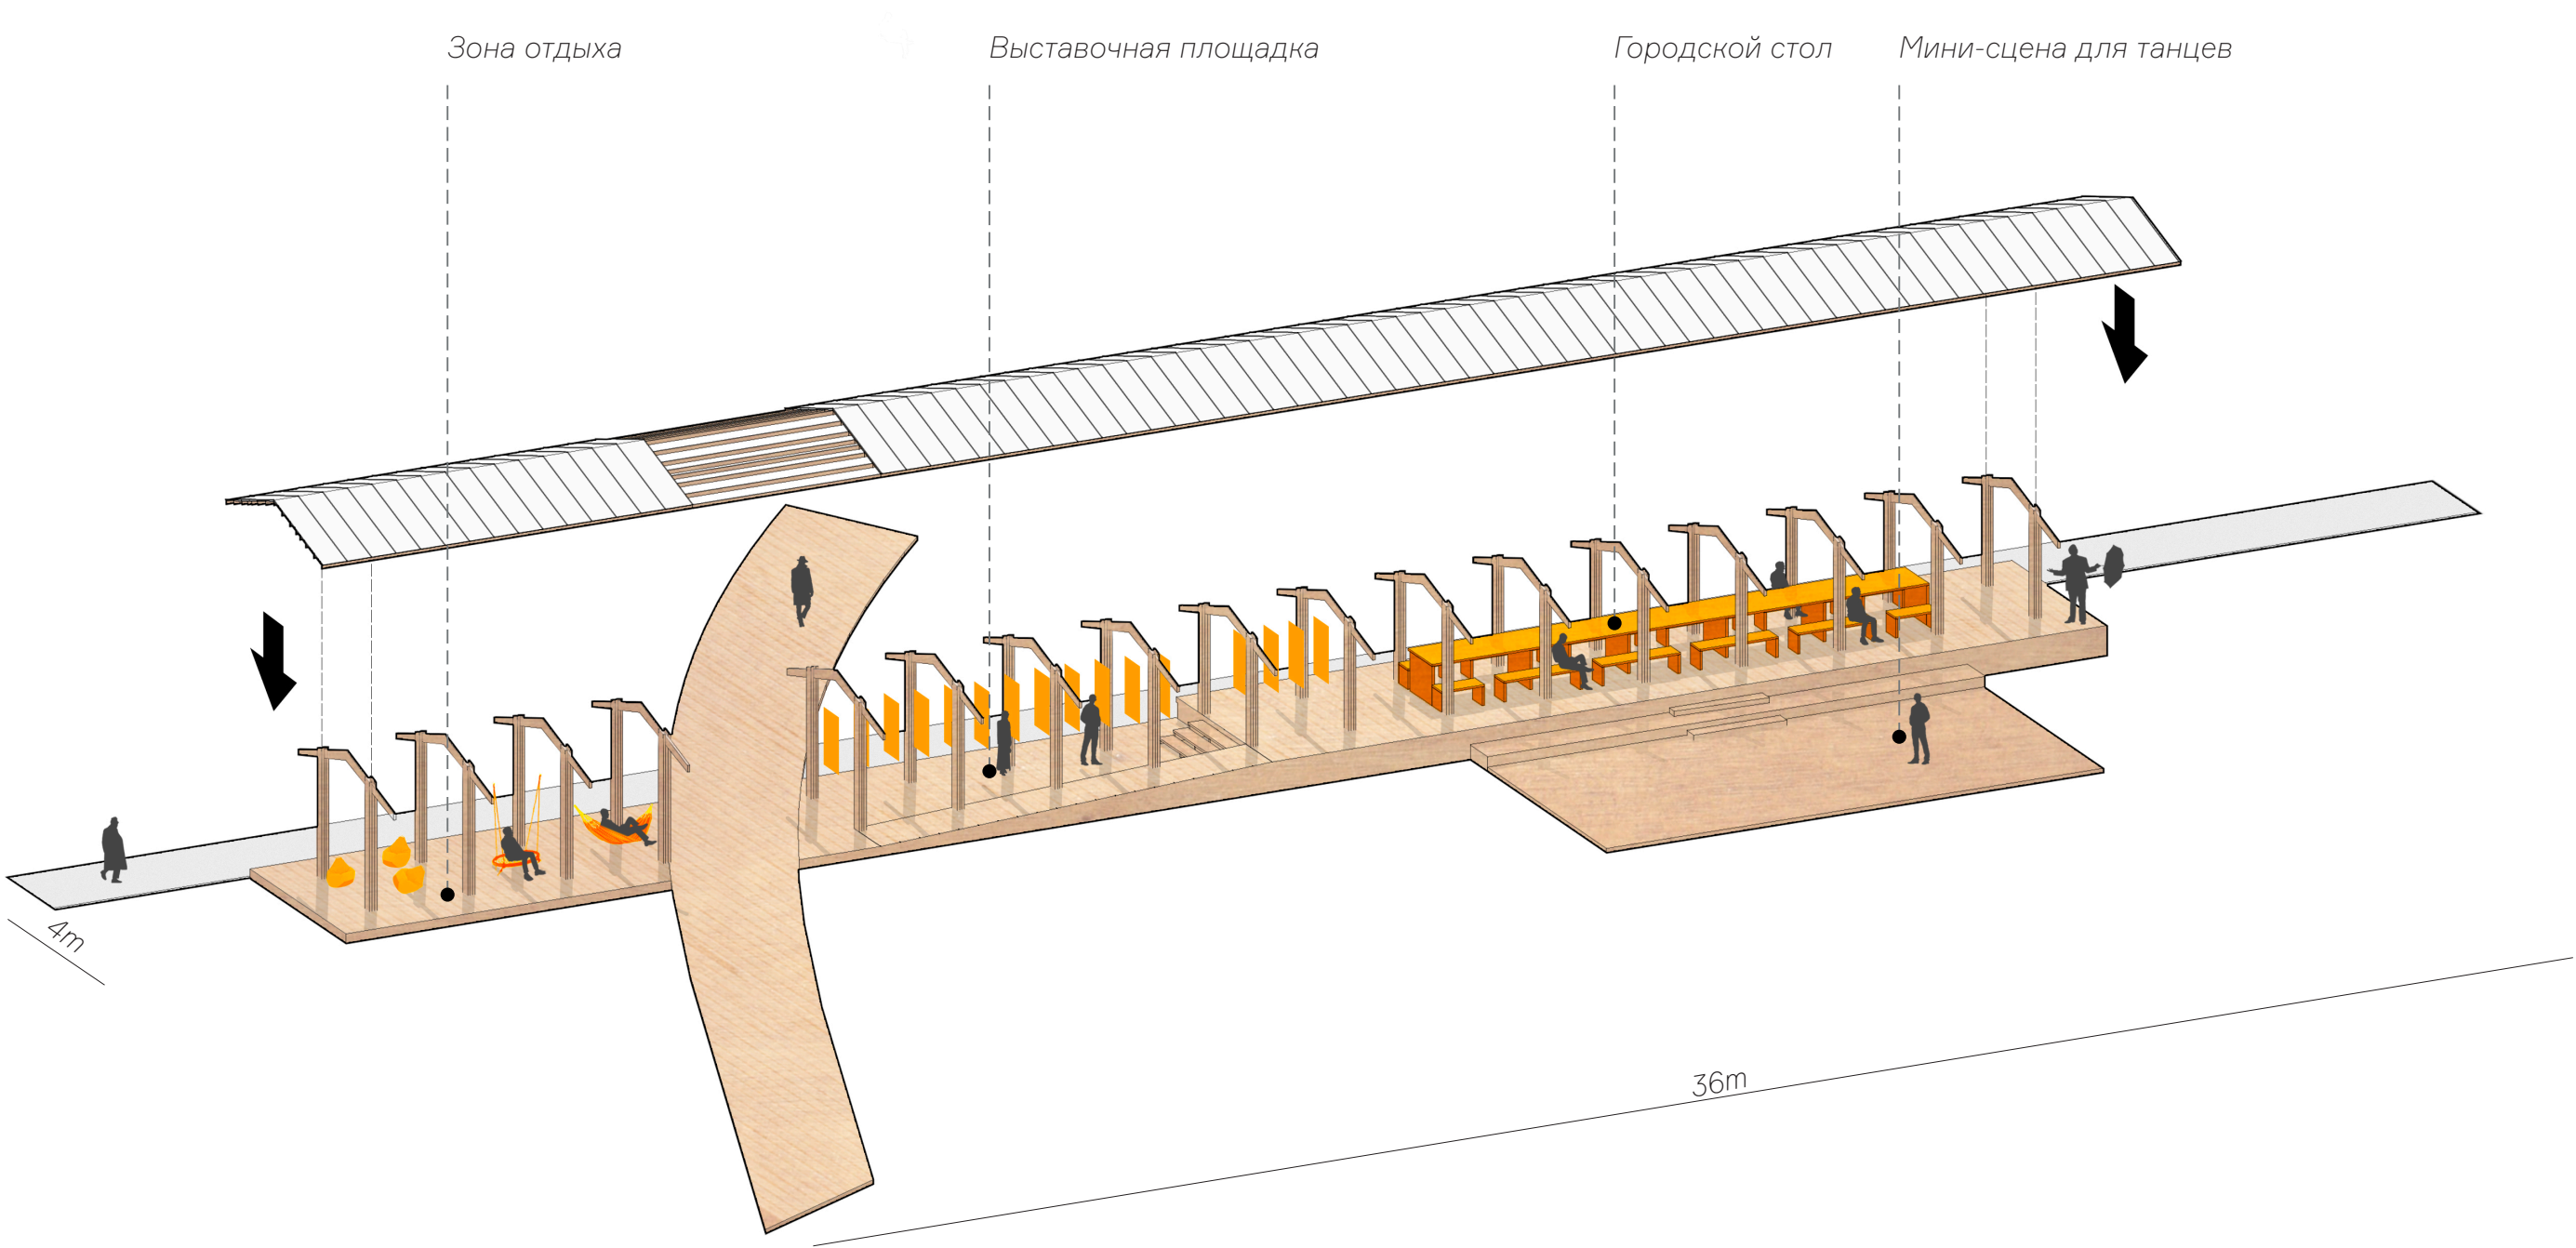 Зона отдыха
Выставочная площадка
Городской стол
Мини-сцена для танцев
4m
36m